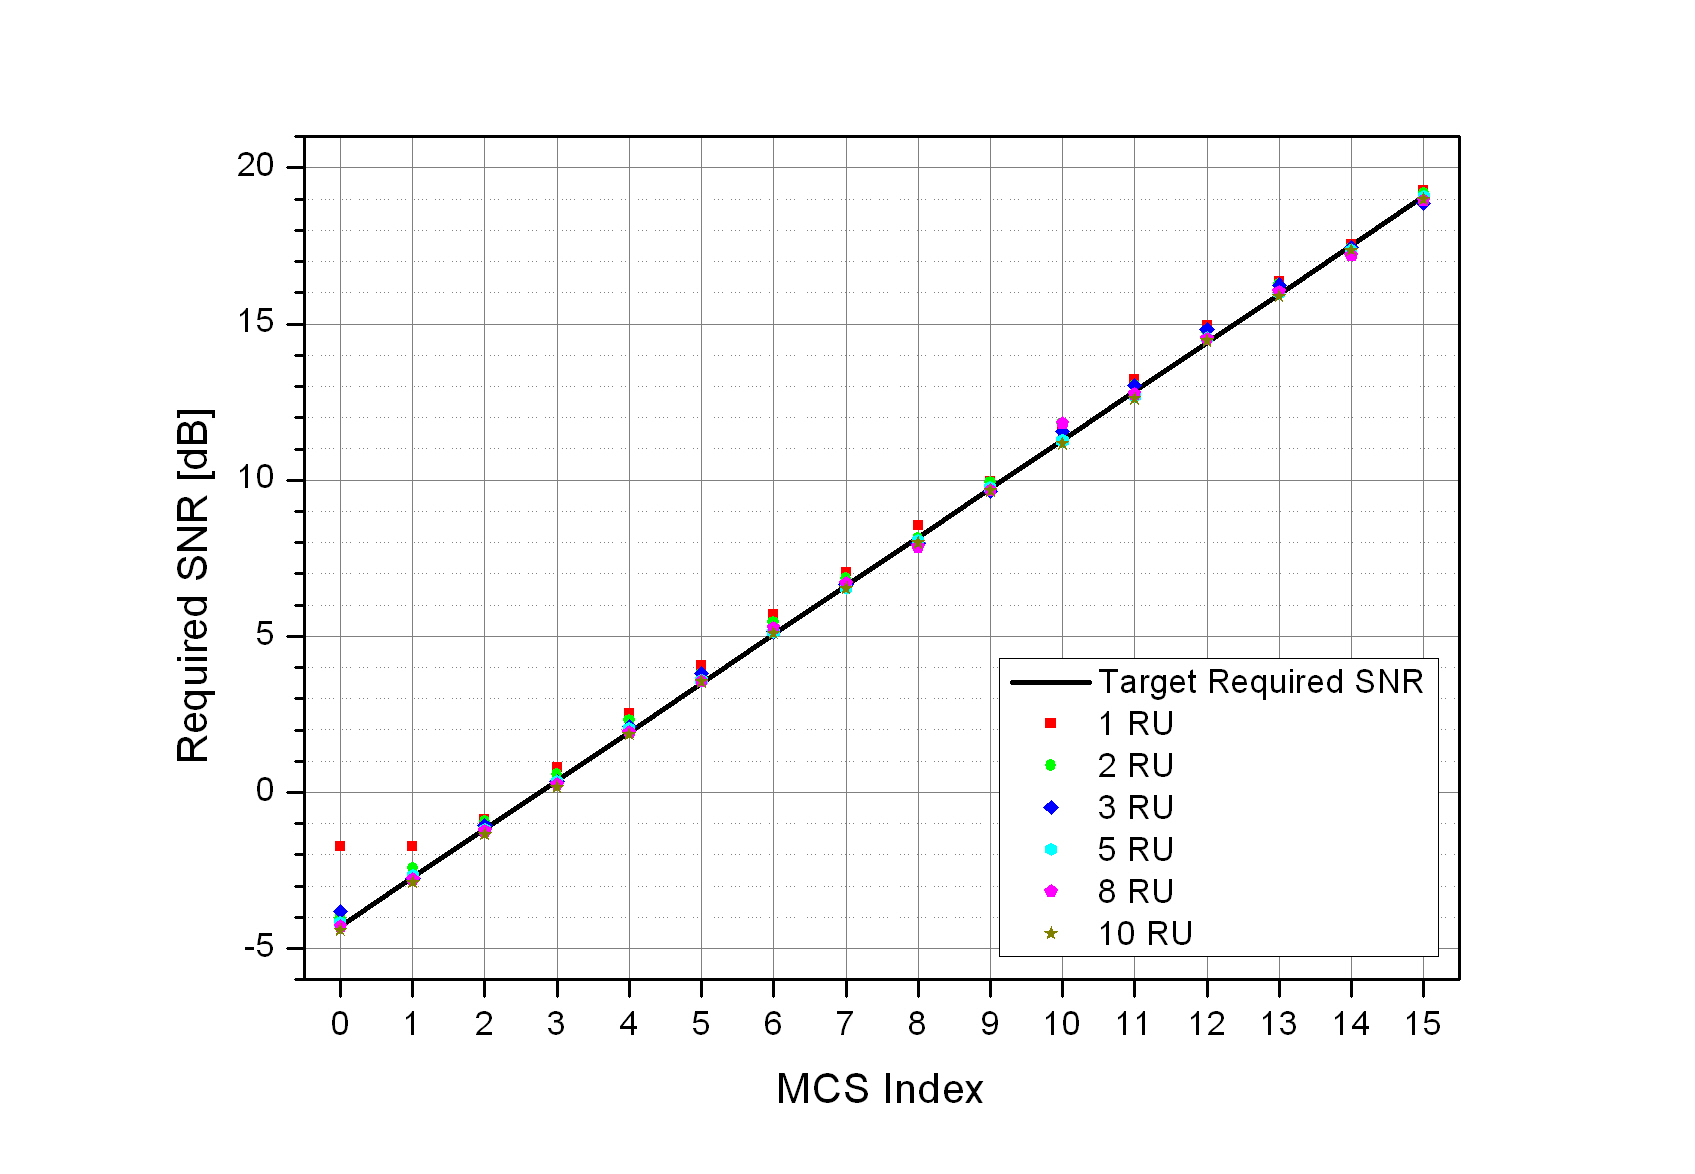 20
15
10
5
0
-5
Required SNR [dB]
Target Required SNR
1 RU
2 RU
3 RU
5 RU
8 RU
10 RU
0 1 2 3 4 5 6 7 8 9 10 11 12 13 14 15
MCS Index